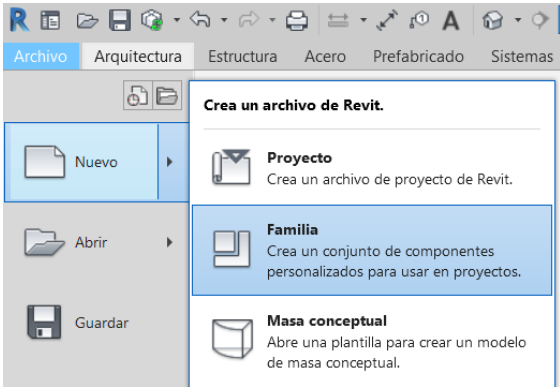 Archivo Arquitectura Estructura Acero Prefabricado Sistemas
Crea un archivo de Revit.
Nuevo
Proyecto
Crea un archivo de proyecto de Revit.
Familia
Crea un conjunto de componentes
personalizados para usar en proyectos.
Abrir
Guardar
Masa conceptual
Abre una plantilla para crear un modelo
de masa conceptual.